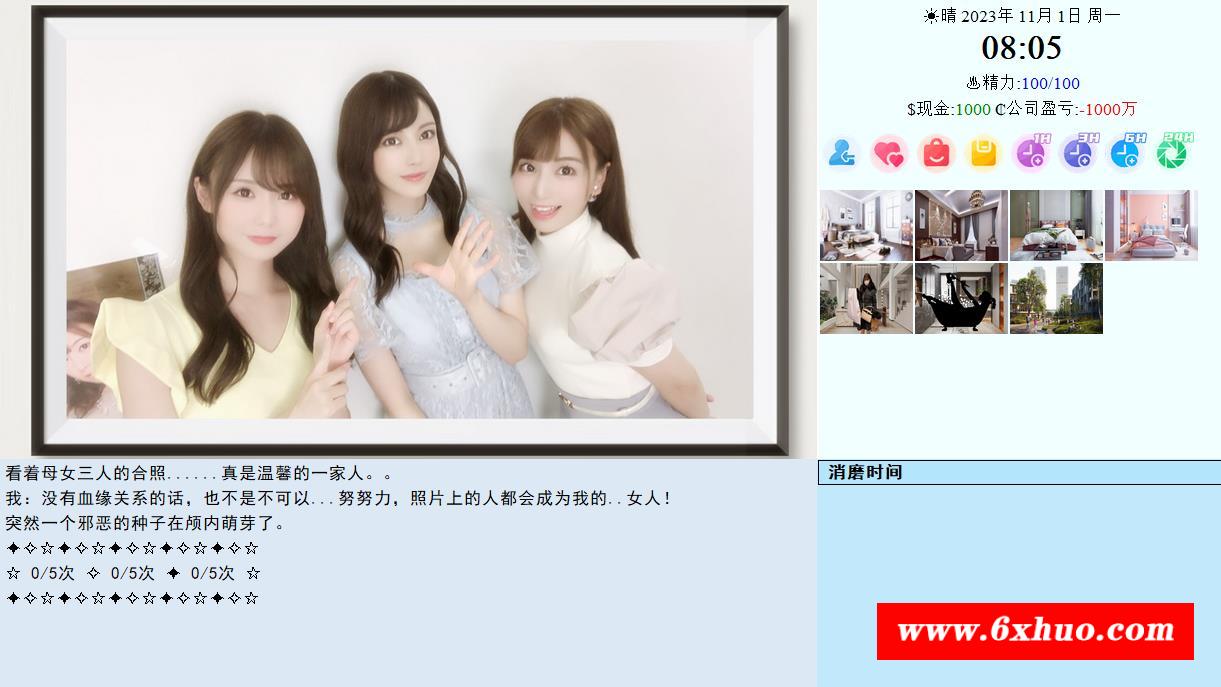 ☀晴 2023年 11月 1日 周一
08:05
♨精力:100/100
$现金:1000 ₡公司盈亏:-1000万
1H 3H 6H 24H
看着母女三人的合照......真是温馨的一家人。。
我：没有血缘关系的话，也不是不可以...努努力，照片上的人都会成为我的..女人！
突然一个邪恶的种子在颅内萌芽了。
✦✧☆✦✧☆✦✧☆✦✧☆✦✧☆
☆ 0/5次 ✧ 0/5次 ✦ 0/5次 ☆
✦✧☆✦✧☆✦✧☆✦✧☆✦✧☆
消磨时间
www.6xhuo.com